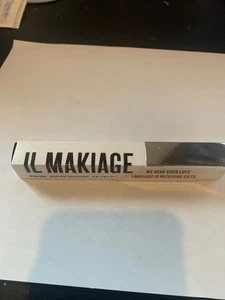 IL MAKIAGE
WE HEAR YOUR LOVE
LANGUAGE IS RECEIVING GIFTS.